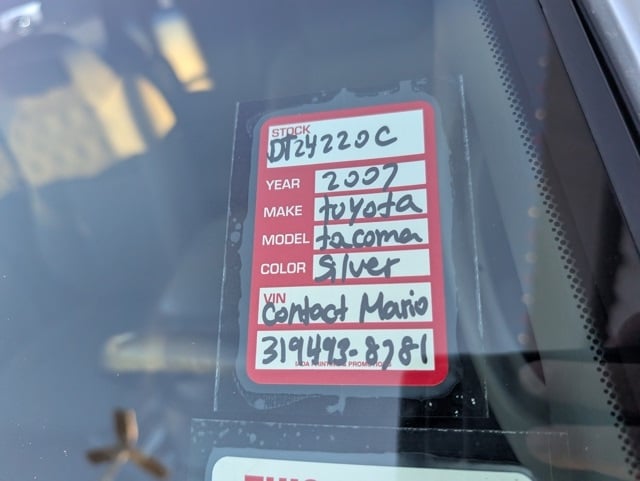 STOCK
DT24220C
YEAR 2007
MAKE toyota
MODEL tacoma
COLOR Silver
VIN
Contact Mario
319493-8781